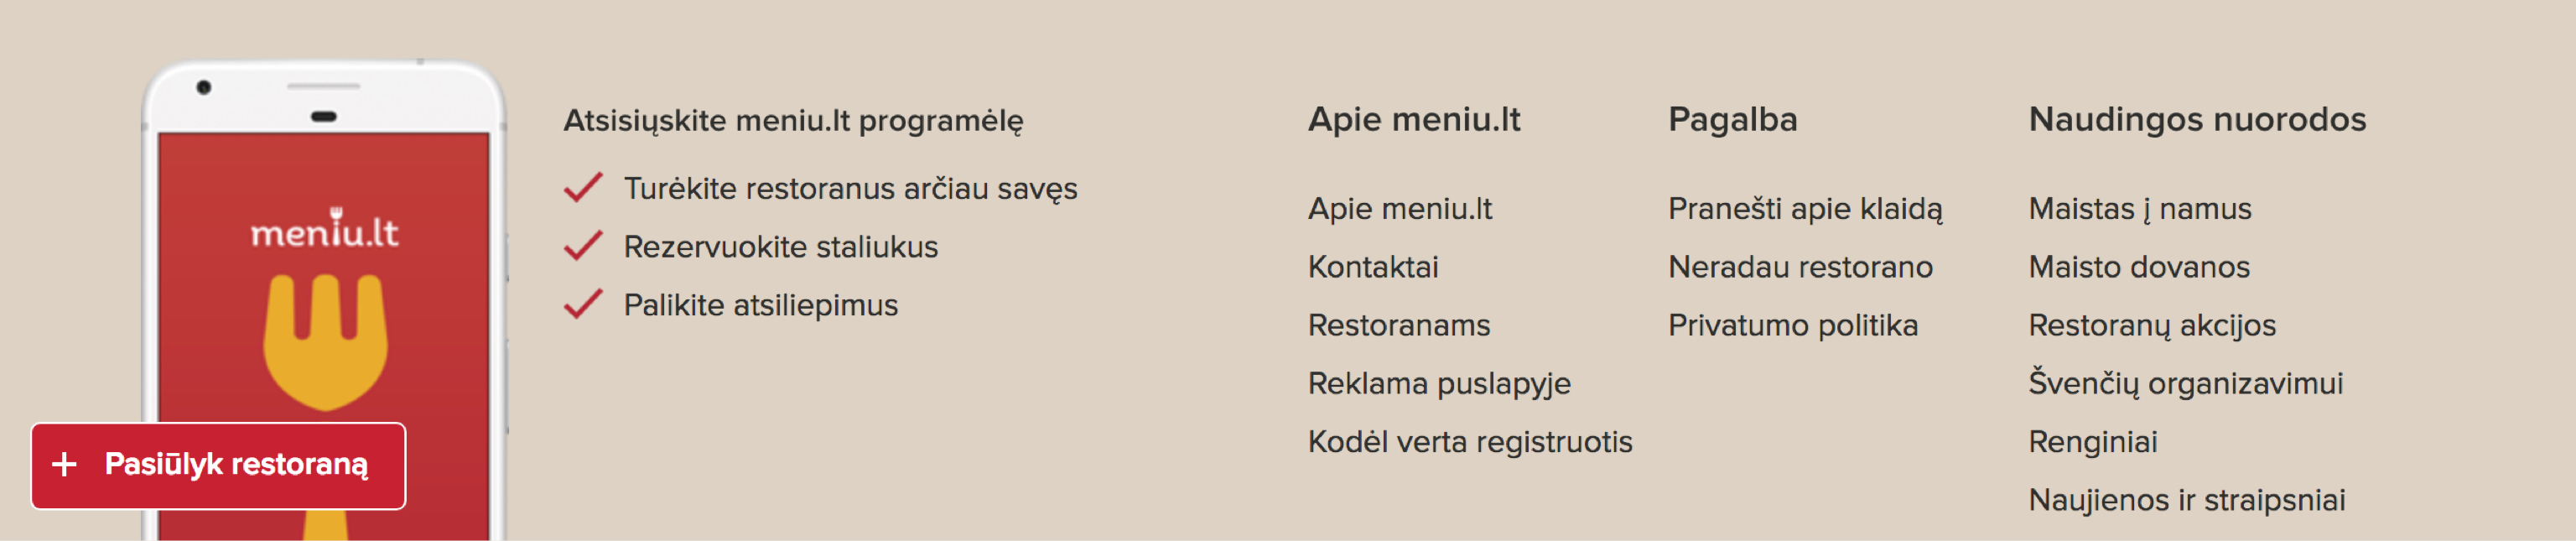 meniu.lt
+ Pasiūlyk restoraną
Atsisiųskite meniu.lt programėlę
Turėkite restoranus arčiau savęs
Rezervuokite staliukus
Palikite atsiliepimus
Apie meniu.lt
Apie meniu.lt
Kontaktai
Restoranams
Reklama puslapyje
Kodėl verta registruotis
Pagalba
Pranešti apie klaidą
Neradau restorano
Privatumo politika
Naudingos nuorodos
Maistas į namus
Maisto dovanos
Restoranų akcijos
Švenčių organizavimui
Renginiai
Naujienos ir straipsniai